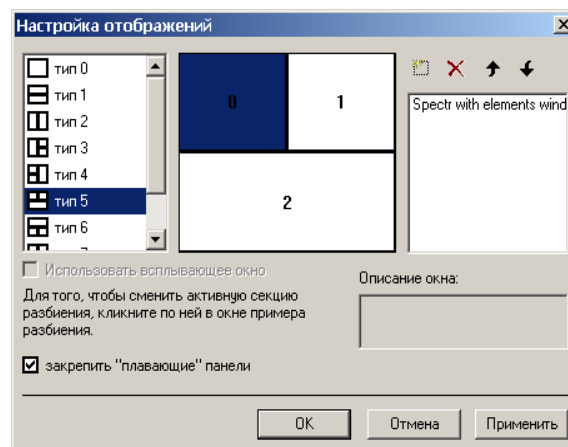 Настройка отображений
тип 0
тип 1
тип 2
тип 3
тип 4
тип 5
тип 6
0
1
2
Spectr with elements wind
Использовать всплывающее окно
Для того, чтобы сменить активную секцию
разбиения, кликните по ней в окне примера
разбиения.
закрепить "плавающие" панели
Описание окна:
OK
Отмена
Применить